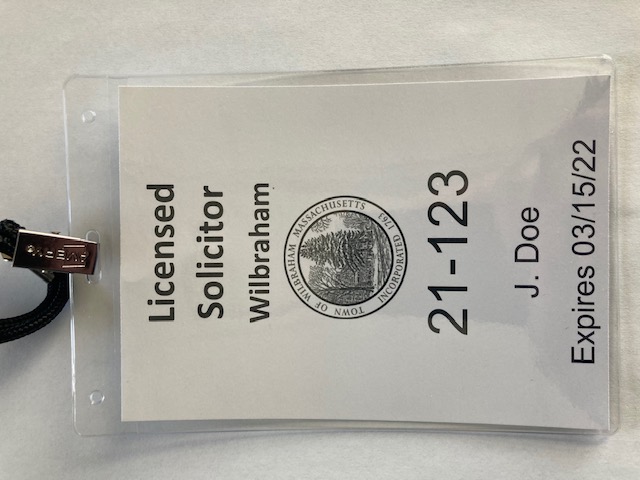 Licensed
Solicitor
Wilbraham
TOWN OF WILBRAHAM MASSACHUSETTS
INCORPORATED 1763
21-123
J. Doe
Expires 03/15/22